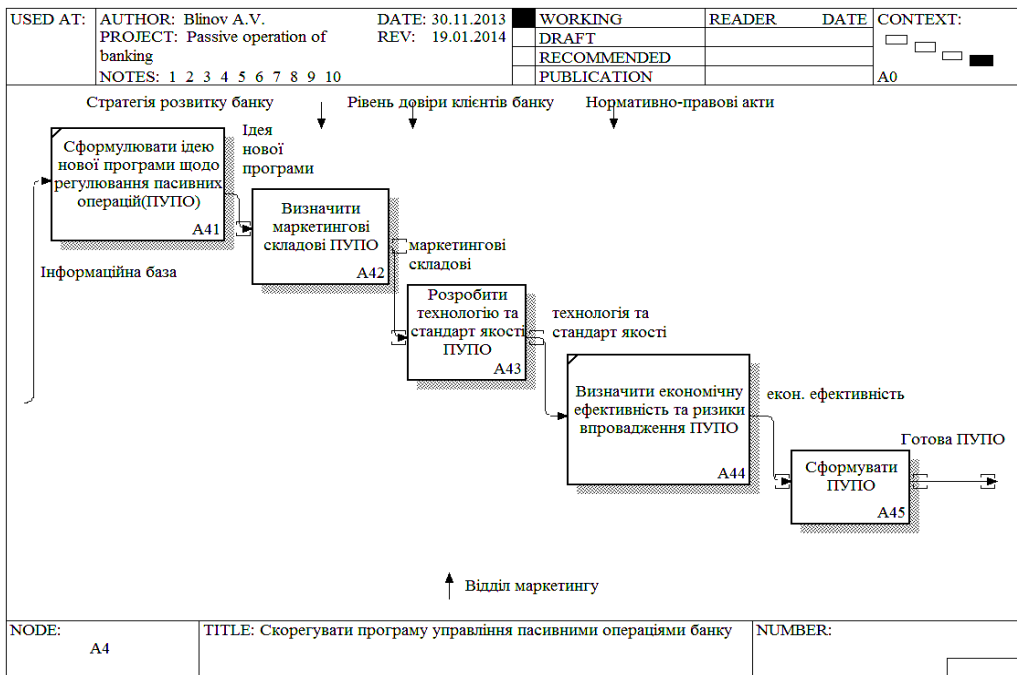 USED AT:
AUTHOR: Blinov A.V.
DATE: 30.11.2013
PROJECT: Passive operation of
banking
REV: 19.01.2014
NOTES: 1 2 3 4 5 6 7 8 9 10
WORKING
DRAFT
RECOMMENDED
PUBLICATION
READER DATE
CONTEXT:
A0
Стратегія розвитку банку
Рівень довіри клієнтів банку
Нормативно-правові акти
Сформулювати ідею
нової програми щодо
регулювання пасивних
операцій(ПУПО)
A41
Ідея
нової
програми
Визначити
маркетингові
складові ПУПО
A42
Інформаційна база
маркетингові
складові
Розробити
технологію та
стандарт якості
ПУПО
A43
технологія та
стандарт якості
Визначити економічну
ефективність та ризики
впровадження ПУПО
A44
екон. ефективність
Готова ПУПО
Сформувати
ПУПО
A45
Відділ маркетингу
NODE:
A4
TITLE: Скорегувати програму управління пасивними операціями банку
NUMBER: